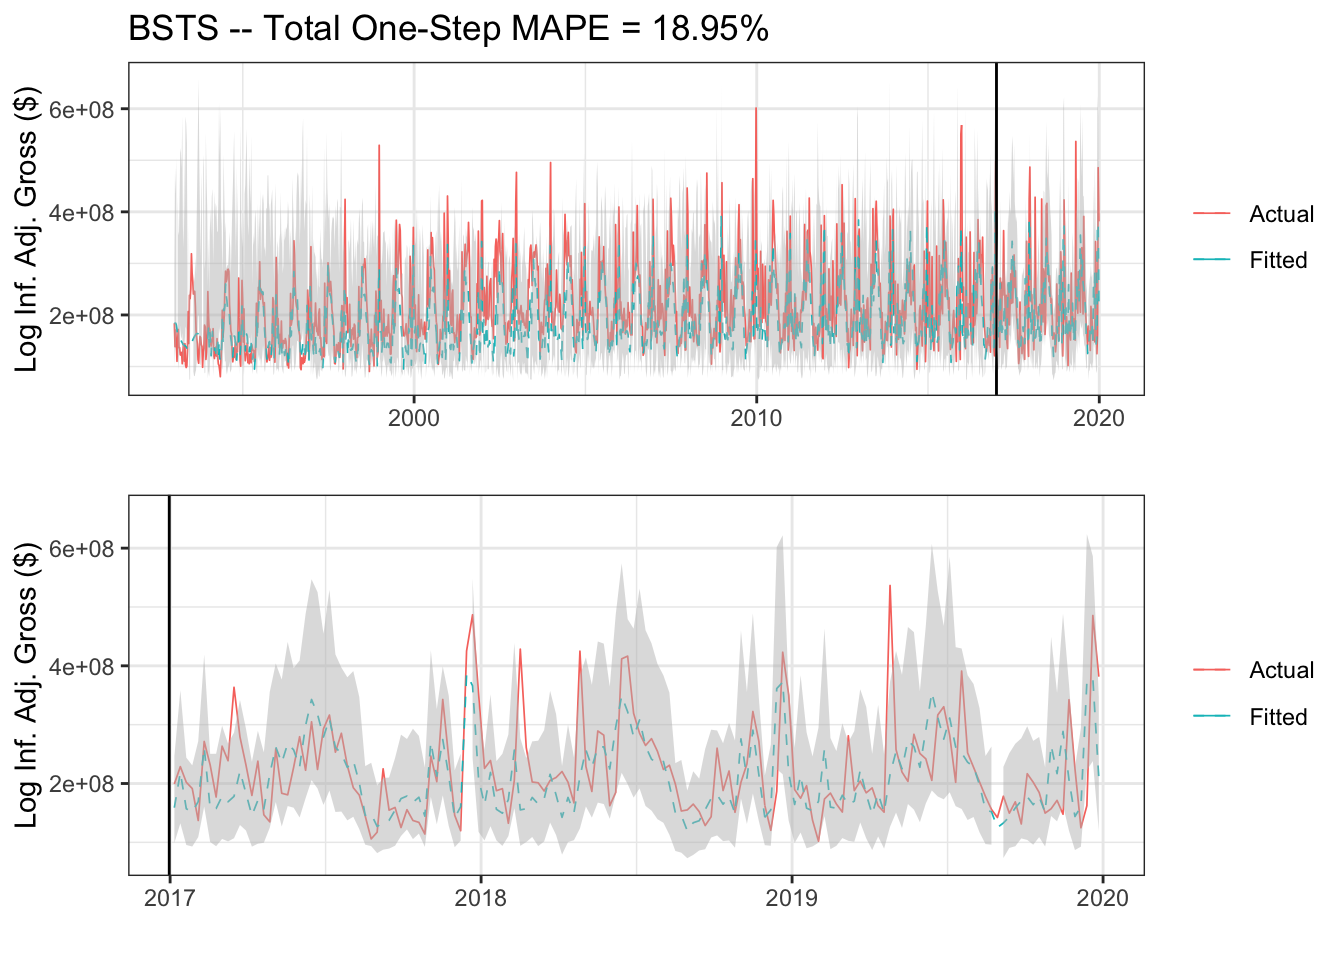 BSTS -- Total One-Step MAPE = 18.95%
Log Inf. Adj. Gross ($)
6e+08
4e+08
2e+08
2000
2010
2020
Actual
Fitted
Log Inf. Adj. Gross ($)
6e+08
4e+08
2e+08
2017
2018
2019
2020
Actual
Fitted